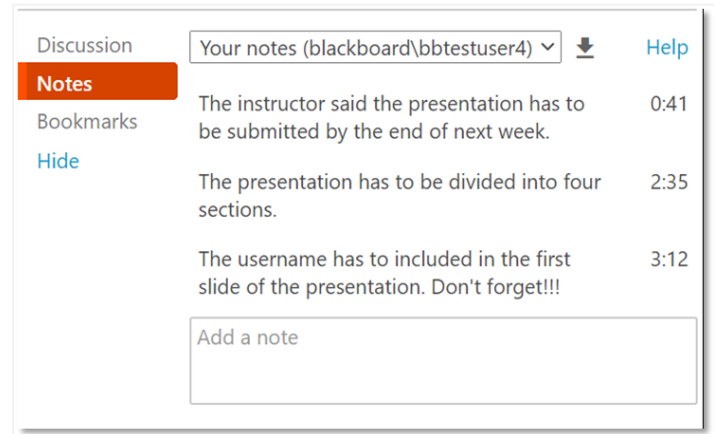 Discussion
Notes
Bookmarks
Hide
Your notes (blackboard\bbtestuser4)
Help
The instructor said the presentation has to 0:41
be submitted by the end of next week.
The presentation has to be divided into four 2:35
sections.
The username has to included in the first 3:12
slide of the presentation. Don't forget!!!
Add a note